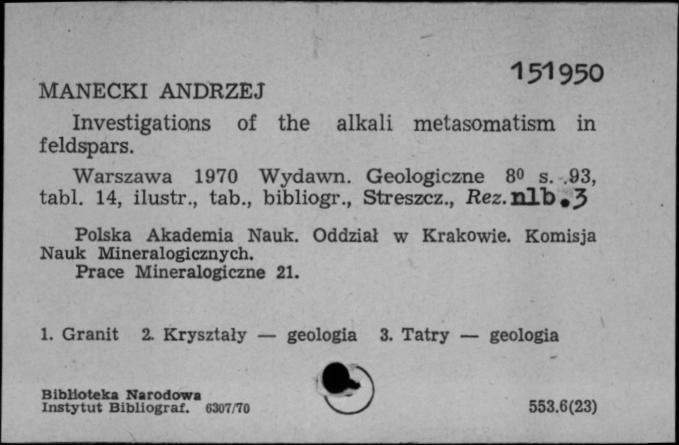 151950
MANECKI ANDRZEJ
Investigations of the alkali metasomatism in
feldspars.
Warszawa 1970 Wydawn. Geologiczne 8⁰ s. 93,
tabl. 14, ilustr., tab., bibliogr., Streszcz., Rez. nlb. 3
Polska Akademia Nauk. Oddział w Krakowie. Komisja
Nauk Mineralogicznych.
Prace Mineralogiczne 21.
1. Granit 2. Kryształy — geologia 3. Tatry — geologia
Biblioteka Narodowa
Instytut Bibliograf. 6307/70 553.6(23)